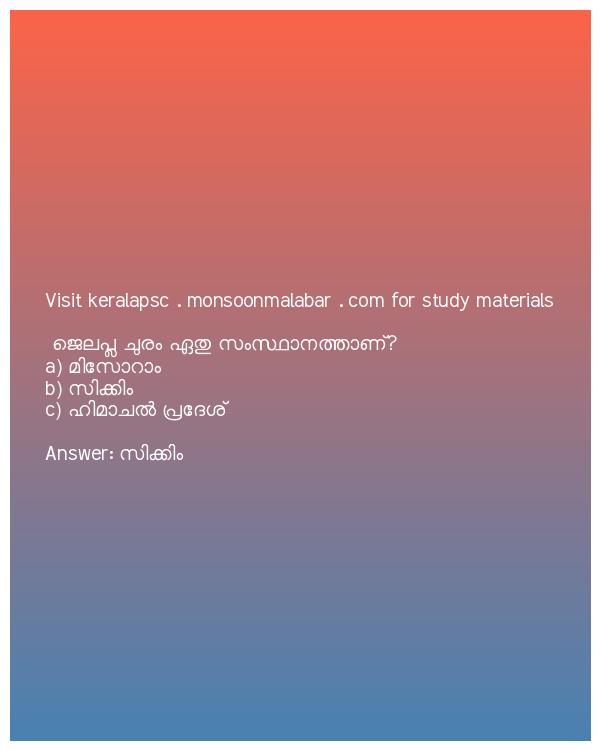 Visit keralapsc . monsoonmalabar . com for study materials
ജെലപ്പ ചുരം ഏതു സംസ്ഥാനത്താണ്?
a) മിസോറാം
b) സിക്കിം
c) ഹിമാചൽ പ്രദേശ്
Answer: സിക്കിം